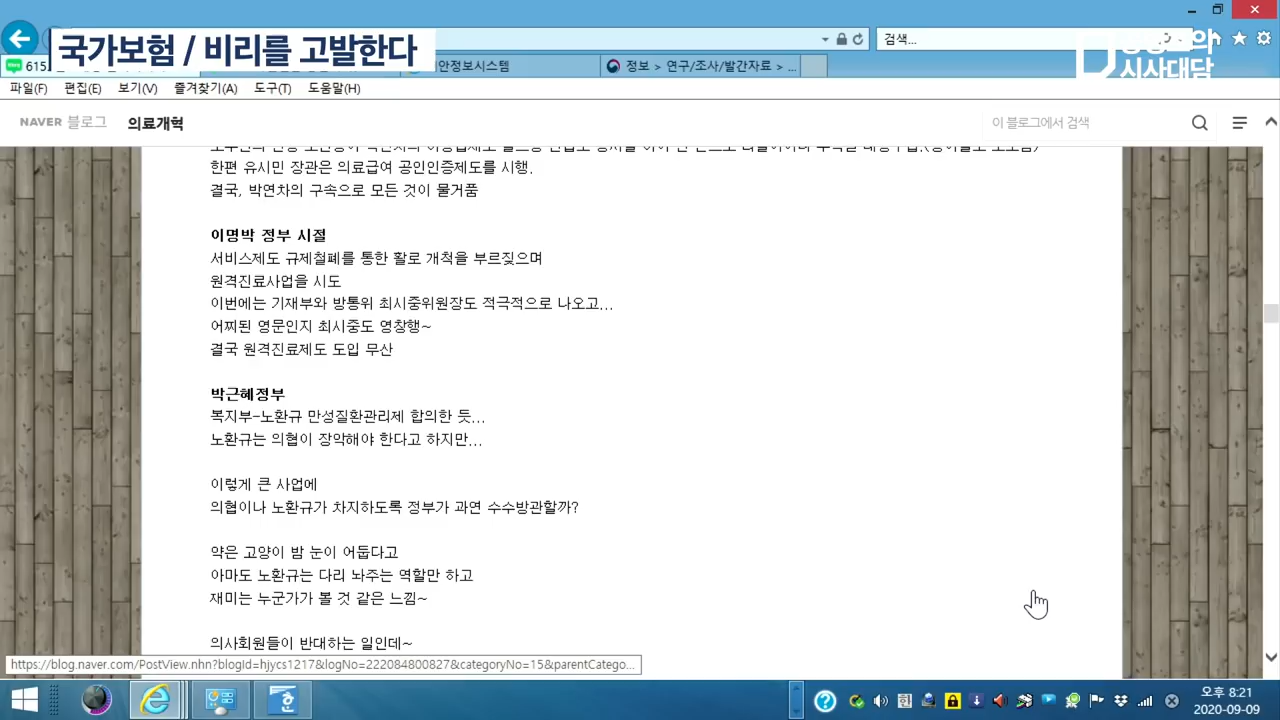 국가보험 / 비리를 고발한다
검색...
시사대담
615
안정보시스템
정보 > 연구/조사/발간자료 > ...
파일(F) 편집(E) 보기(V) 즐겨찾기(A) 도구(T) 도움말(H)
NAVER 블로그 의료개혁
이 블로그에서 검색
한편 유시민 장관은 의료급여 공인인증제도를 시행.
결국, 박연차의 구속으로 모든 것이 물거품
이명박 정부 시절
서비스제도 규제철폐를 통한 활로 개척을 부르짖으며
원격진료사업을 시도
이번에는 기재부와 방통위 최시중위원장도 적극적으로 나오고...
어찌된 영문인지 최시중도 영창행~
결국 원격진료제도 도입 무산
박근혜정부
복지부-노환규 만성질환관리제 합의한 듯...
노환규는 의협이 장악해야 한다고 하지만...
이렇게 큰 사업에
의협이나 노환규가 차지하도록 정부가 과연 수수방관할까?
약은 고양이 밤 눈이 어둡다고
아마도 노환규는 다리 놔주는 역할만 하고
재미는 누군가가 볼 것 같은 느낌~
의사회원들이 반대하는 일인데~
https://blog.naver.com/PostView.nhn?blogId=hjycs1217&logNo=222084800827&categoryNo=15&parentCatego...
오후 8:21
2020-09-09